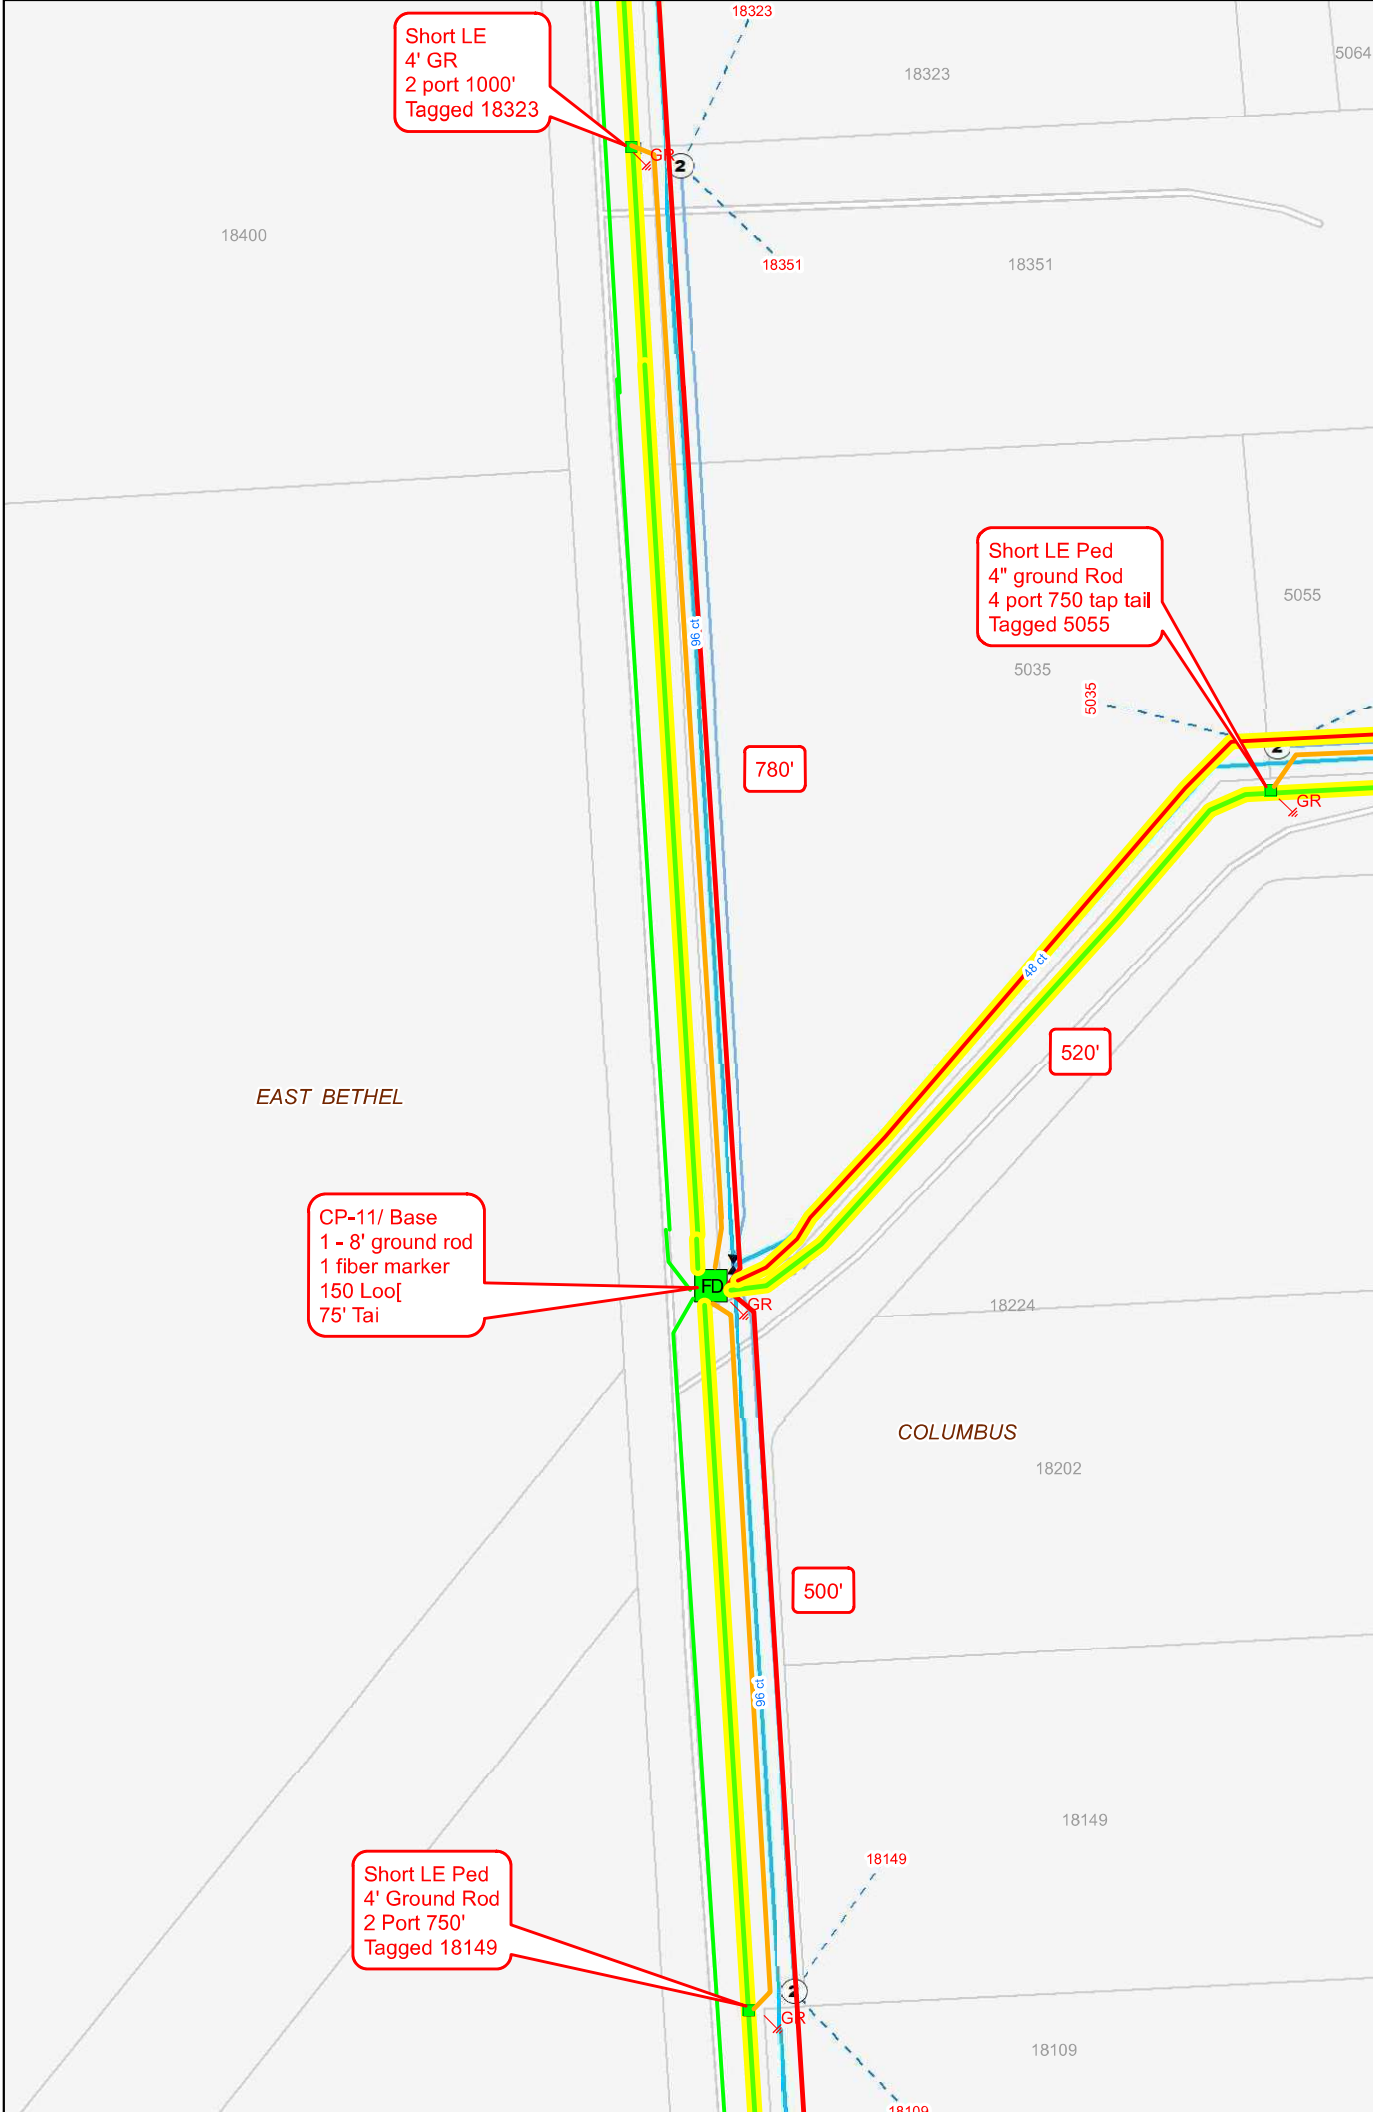 18323
Short LE
4' GR
2 port 1000'
Tagged 18323
18323
5064
GR
2
18400
18351
18351
Short LE Ped
4" ground Rod
4 port 750 tap tail
Tagged 5055
5055
96 ct
5035
5035
2
780'
GR
48 ct
520'
EAST BETHEL
CP-11/ Base
1 - 8' ground rod
1 fiber marker
150 Loo[
75' Tai
FD
GR
18224
COLUMBUS
18202
500'
96 ct
18149
18149
Short LE Ped
4' Ground Rod
2 Port 750'
Tagged 18149
2
GR
18109
18109